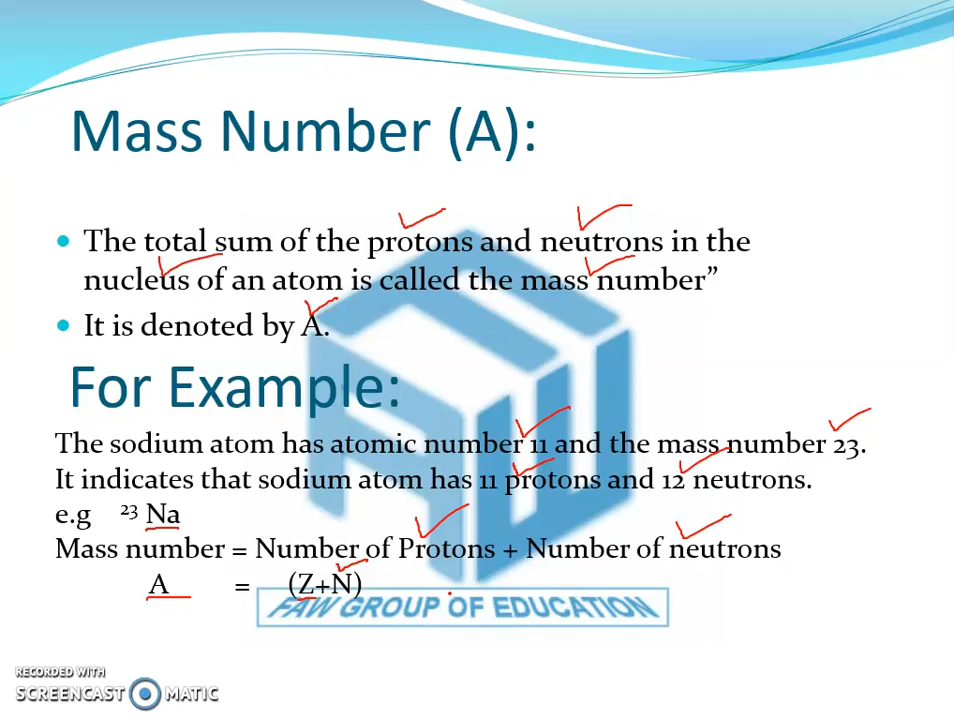 Mass Number (A):
The total sum of the protons and neutrons in the
nucleus of an atom is called the mass number”
It is denoted by A.
For Example:
The sodium atom has atomic number 11 and the mass number 23.
It indicates that sodium atom has 11 protons and 12 neutrons.
e.g ²³ Na
Mass number = Number of Protons + Number of neutrons
A = (Z+N)
FAW GROUP OF EDUCATION
RECORDED WITH
SCREENCAST MATIC